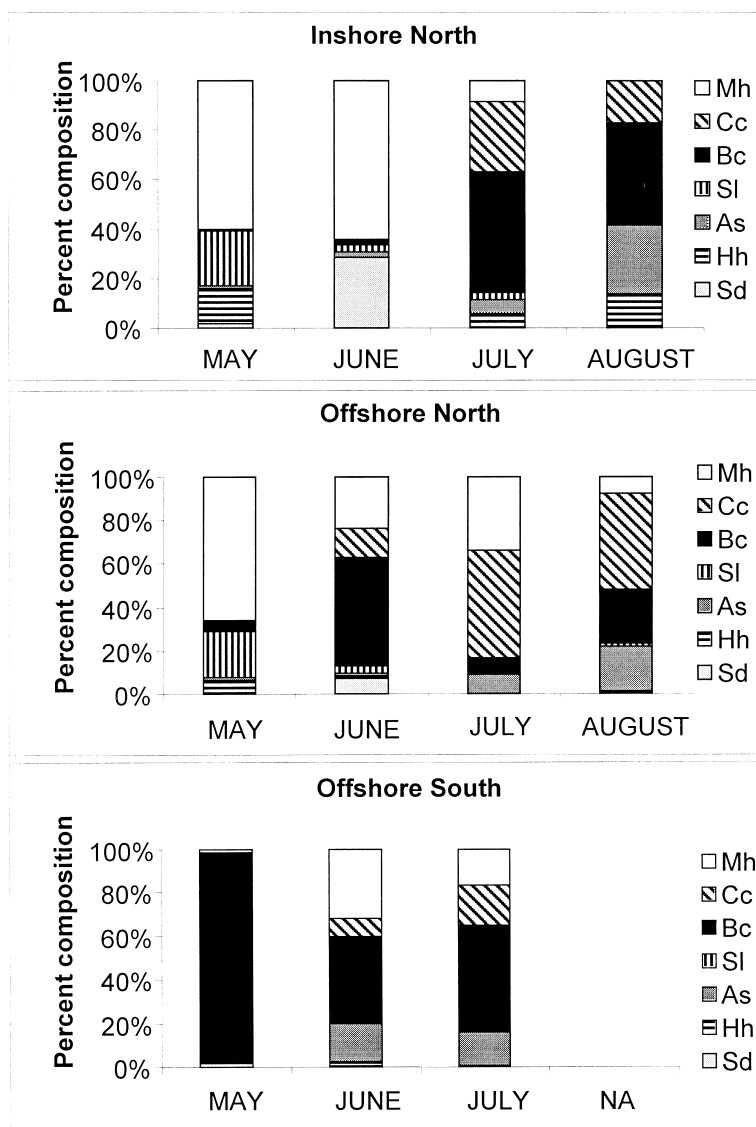 Inshore North
Percent composition
100%
80%
60%
40%
20%
0%
MAY JUNE JULY AUGUST
Mh
Cc
Bc
Sl
As
Hh
Sd
Offshore North
Percent composition
100%
80%
60%
40%
20%
0%
MAY JUNE JULY AUGUST
Mh
Cc
Bc
Sl
As
Hh
Sd
Offshore South
Percent composition
100%
80%
60%
40%
20%
0%
MAY JUNE JULY NA
Mh
Cc
Bc
Sl
As
Hh
Sd